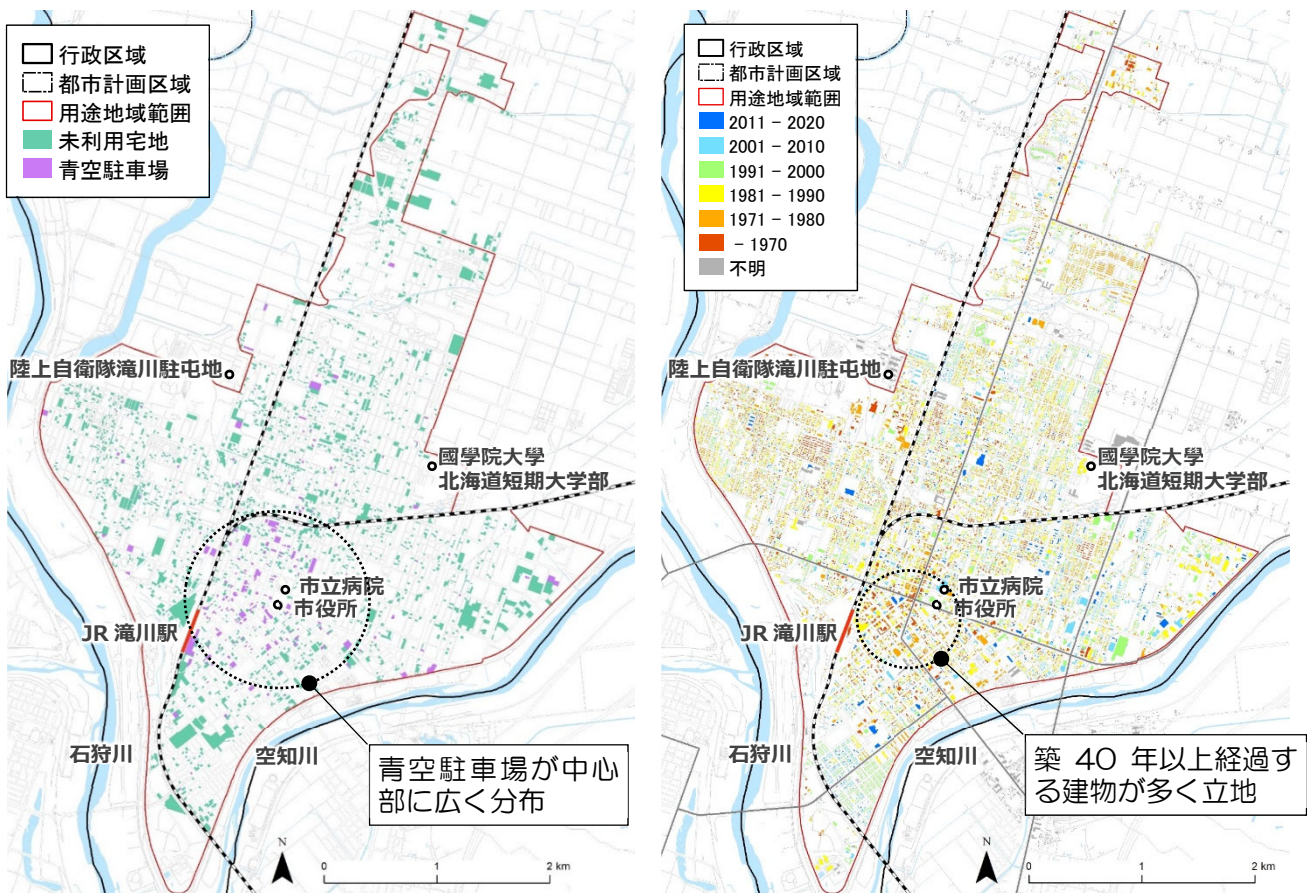 行政区域
都市計画区域
用途地域範囲
未利用宅地
青空駐車場
陸上自衛隊滝川駐屯地
國學院大學
北海道短期大学部
市立病院
市役所
JR 滝川駅
石狩川
空知川
青空駐車場が中心
部に広く分布
N
0
2 km
行政区域
都市計画区域
用途地域範囲
2011 – 2020
2001 – 2010
1991 – 2000
1981 – 1990
1971 – 1980
– 1970
不明
陸上自衛隊滝川駐屯地
國學院大學
北海道短期大学部
市立病院
市役所
JR 滝川駅
石狩川
空知川
築 40 年以上経過す
る建物が多く立地
N
0
2 km